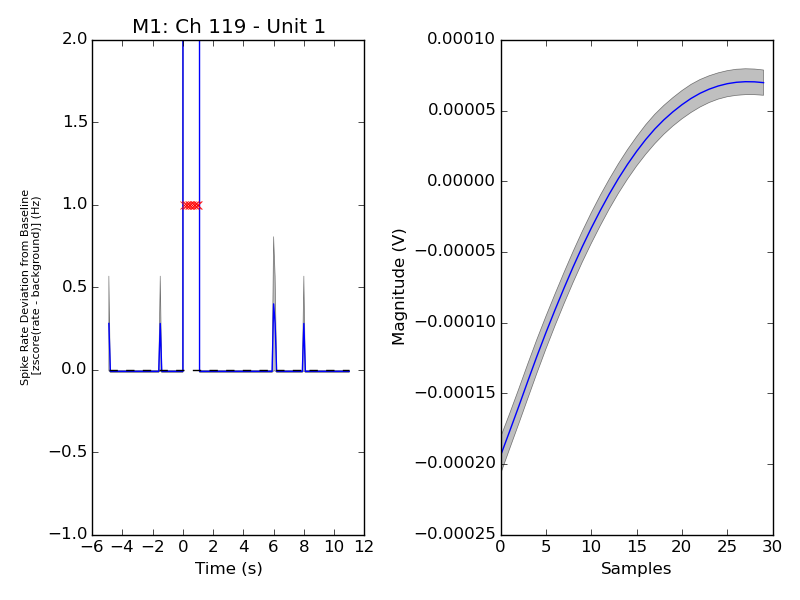 M1: Ch 119 - Unit 1
2.0
1.5
1.0
0.5
0.0
−0.5
−1.0
−6 −4 −2 0 2 4 6 8 10 12
Time (s)
Spike Rate Deviation from Baseline
[zscore(rate - background)] (Hz)
0.00010
0.00005
0.00000
−0.00005
−0.00010
−0.00015
−0.00020
−0.00025
0 5 10 15 20 25 30
Samples
Magnitude (V)